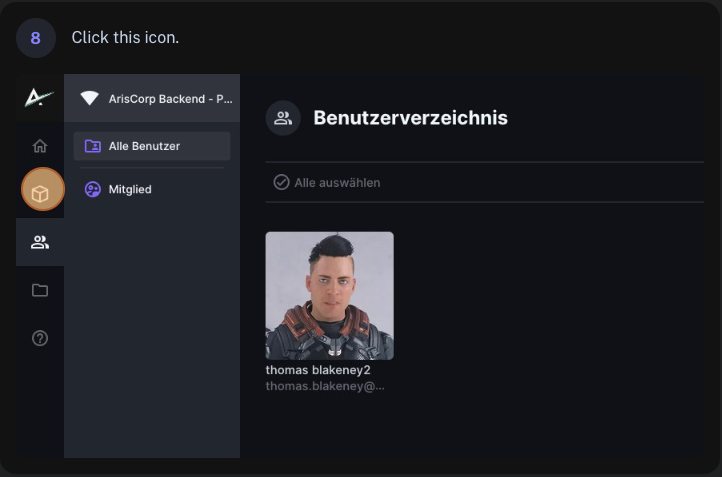 8 Click this icon.
ArisCorp Backend - P...
Alle Benutzer
Mitglied
Benutzerverzeichnis
Alle auswählen
thomas blakeney2
thomas.blakeney@...